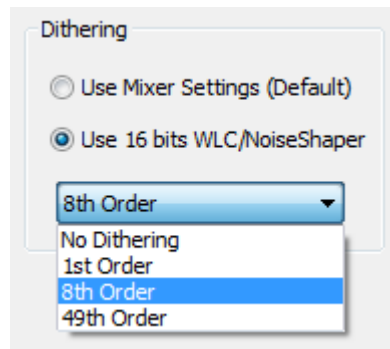 Dithering
Use Mixer Settings (Default)
Use 16 bits WLC/NoiseShaper
8th Order
No Dithering
1st Order
8th Order
49th Order